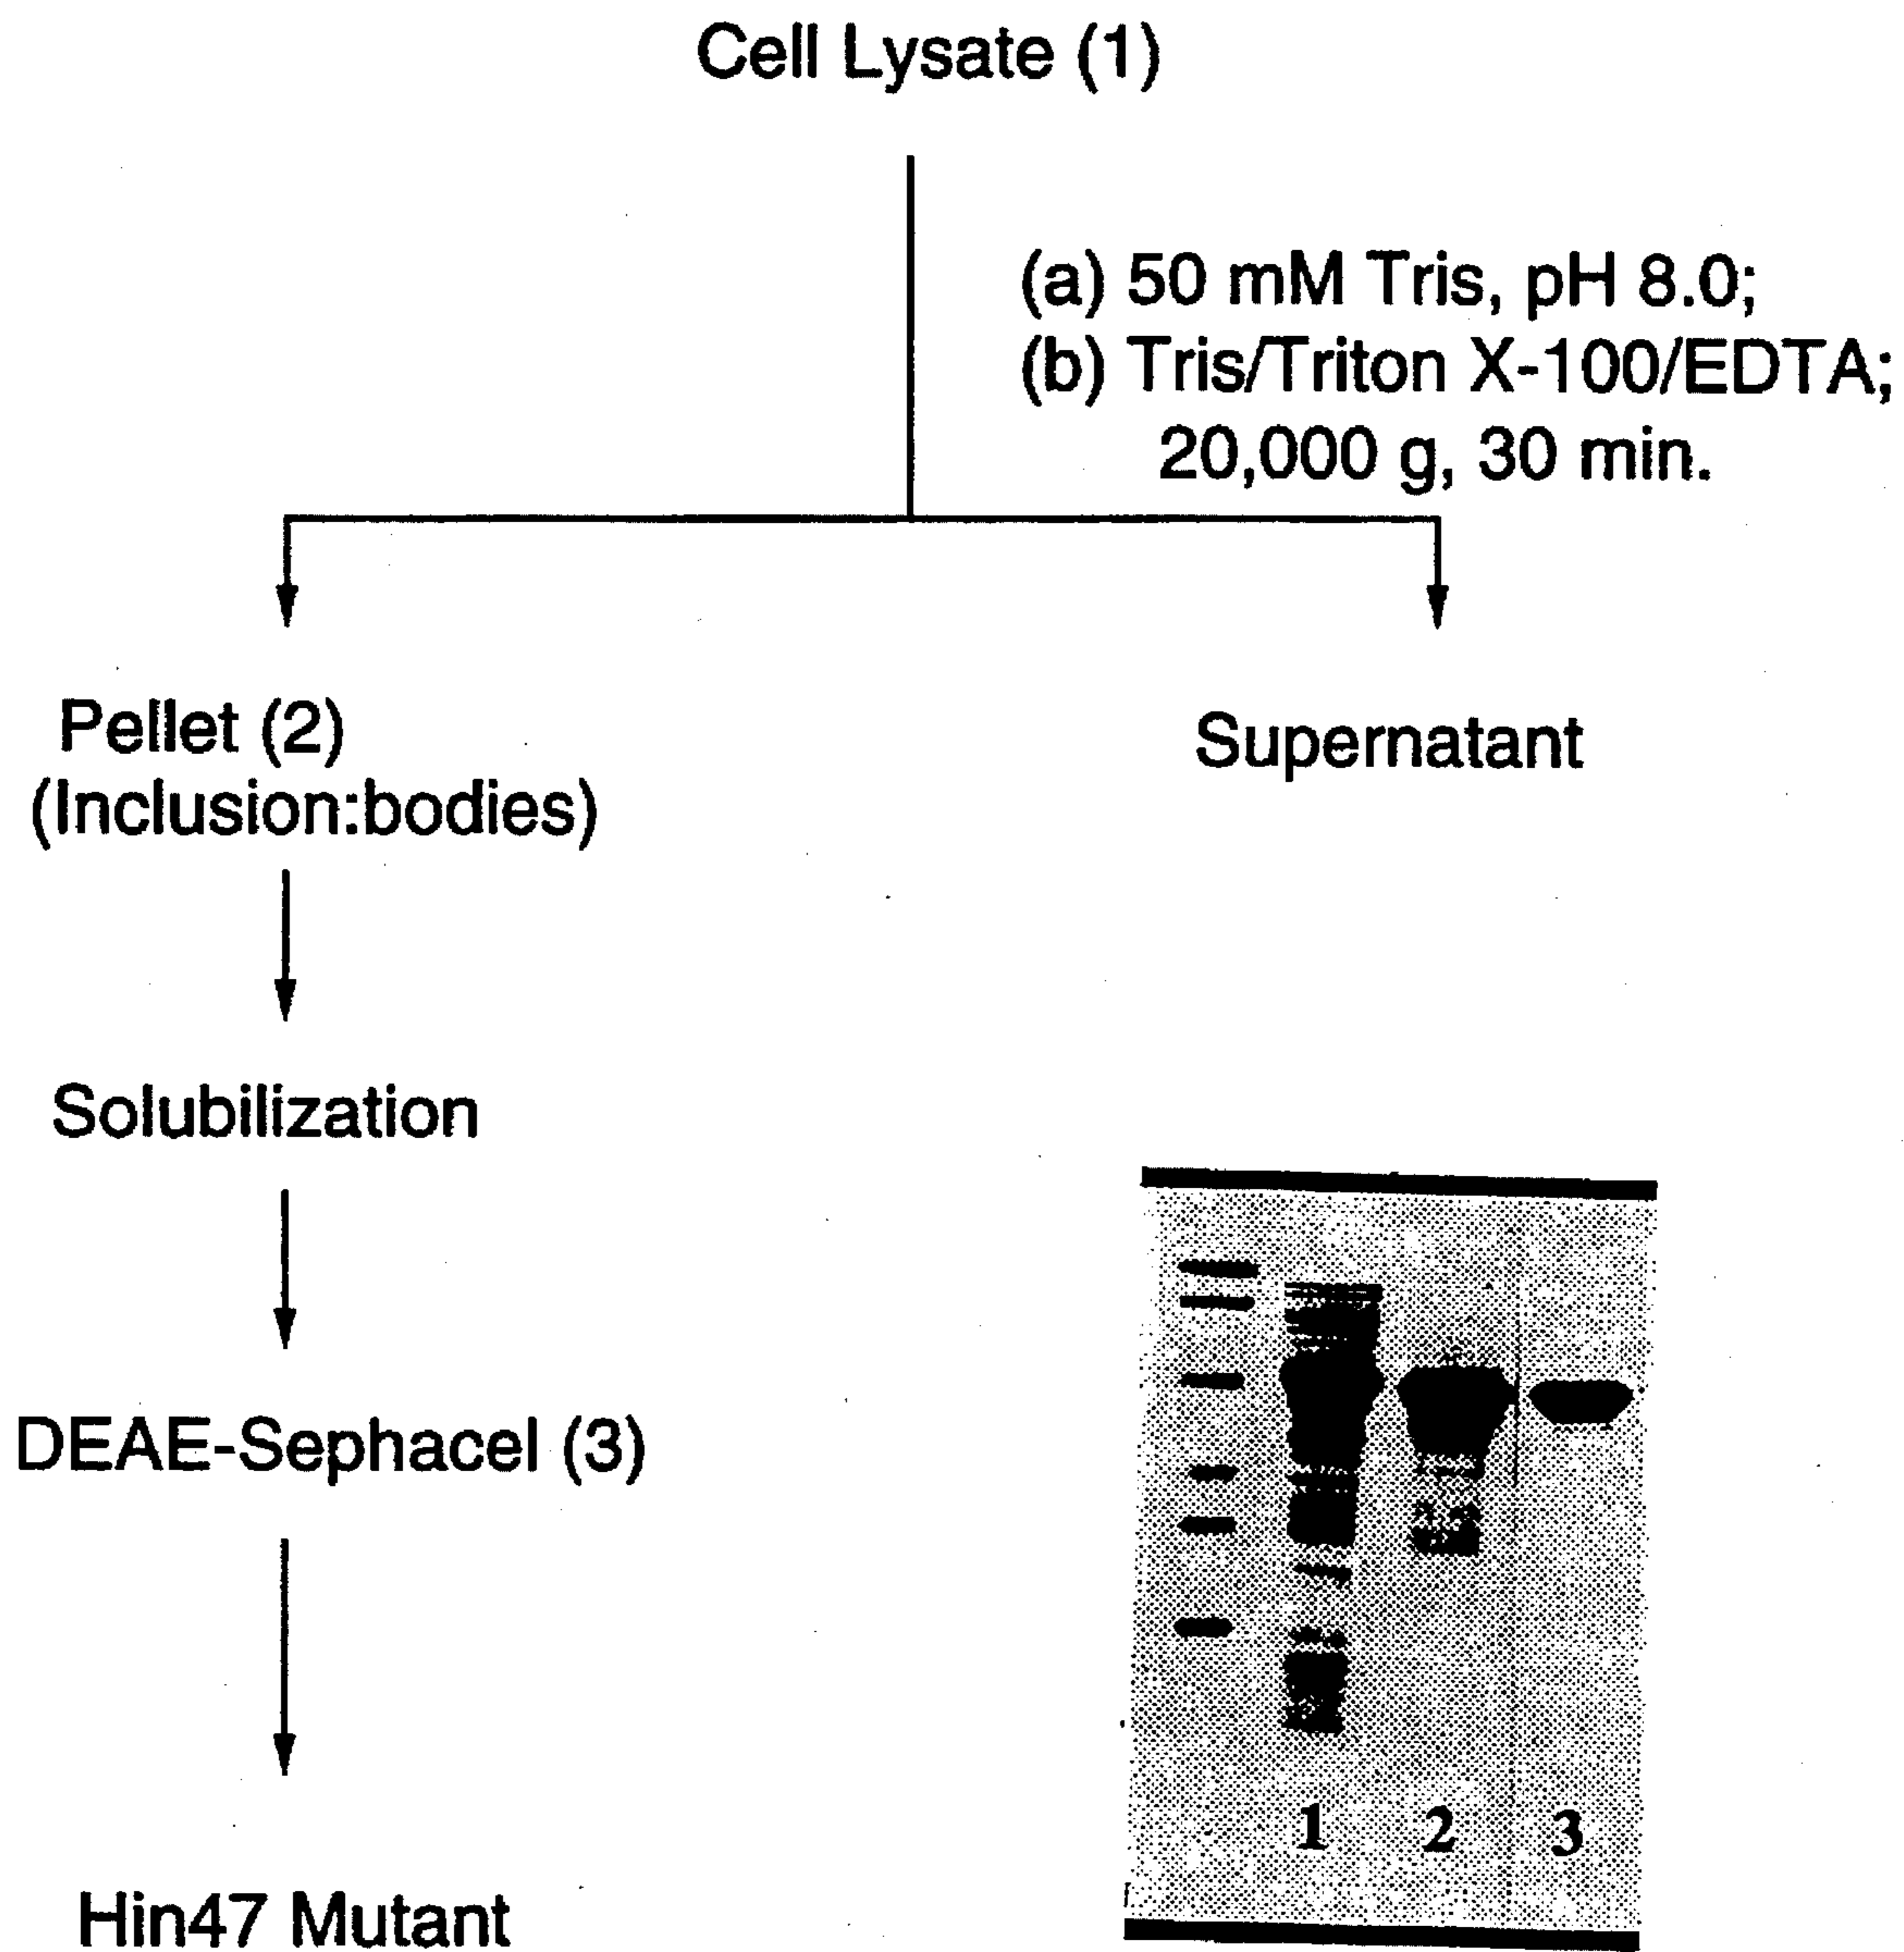 Cell Lysate (1)
(a) 50 mM Tris, pH 8.0;
(b) Tris/Triton X-100/EDTA;
20,000 g, 30 min.
Pellet (2)
(Inclusion:bodies)
Supernatant
Solubilization
DEAE-Sephacel (3)
1 2 3
Hin47 Mutant